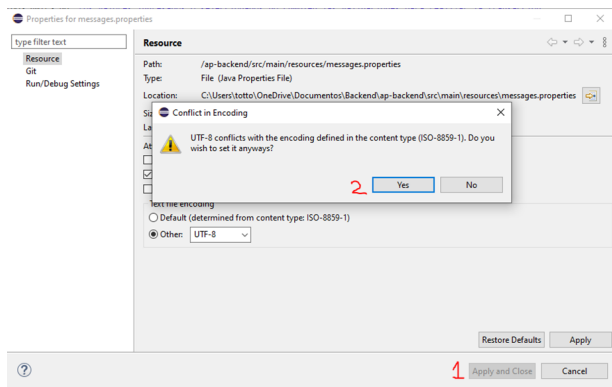 Properties for messages.properties
type filter text
Resource
Git
Run/Debug Settings
Resource
Path: /ap-backend/src/main/resources/messages.properties
Type: File (Java Properties File)
Location: C:\Users\totto\OneDrive\Documentos\Backend\ap-backend\src\main\resources\messages.properties
Conflict in Encoding
UTF-8 conflicts with the encoding defined in the content type (ISO-8859-1). Do you
wish to set it anyways?
2 Yes No
Text file encoding
Default (determined from content type: ISO-8859-1)
Other: UTF-8
Restore Defaults Apply
1 Apply and Close Cancel